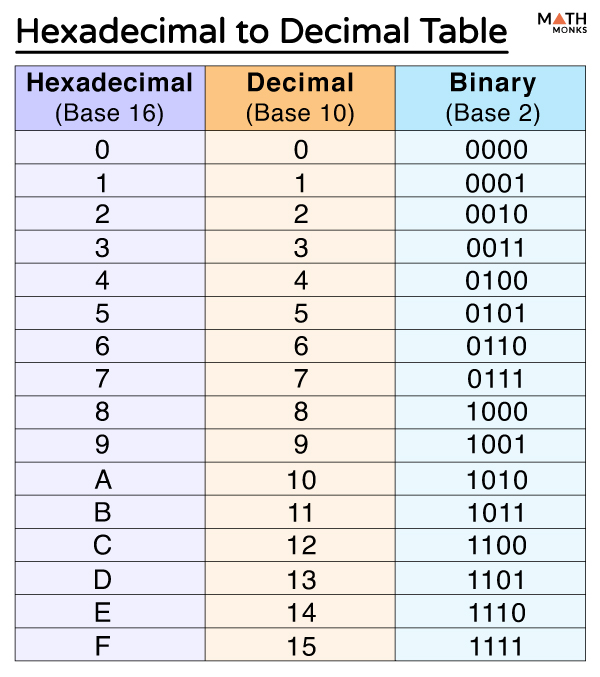 Hexadecimal to Decimal Table
MATH
MONKS
Hexadecimal Decimal Binary
(Base 16) (Base 10) (Base 2)
0 0 0000
1 1 0001
2 2 0010
3 3 0011
4 4 0100
5 5 0101
6 6 0110
7 7 0111
8 8 1000
9 9 1001
A 10 1010
B 11 1011
C 12 1100
D 13 1101
E 14 1110
F 15 1111